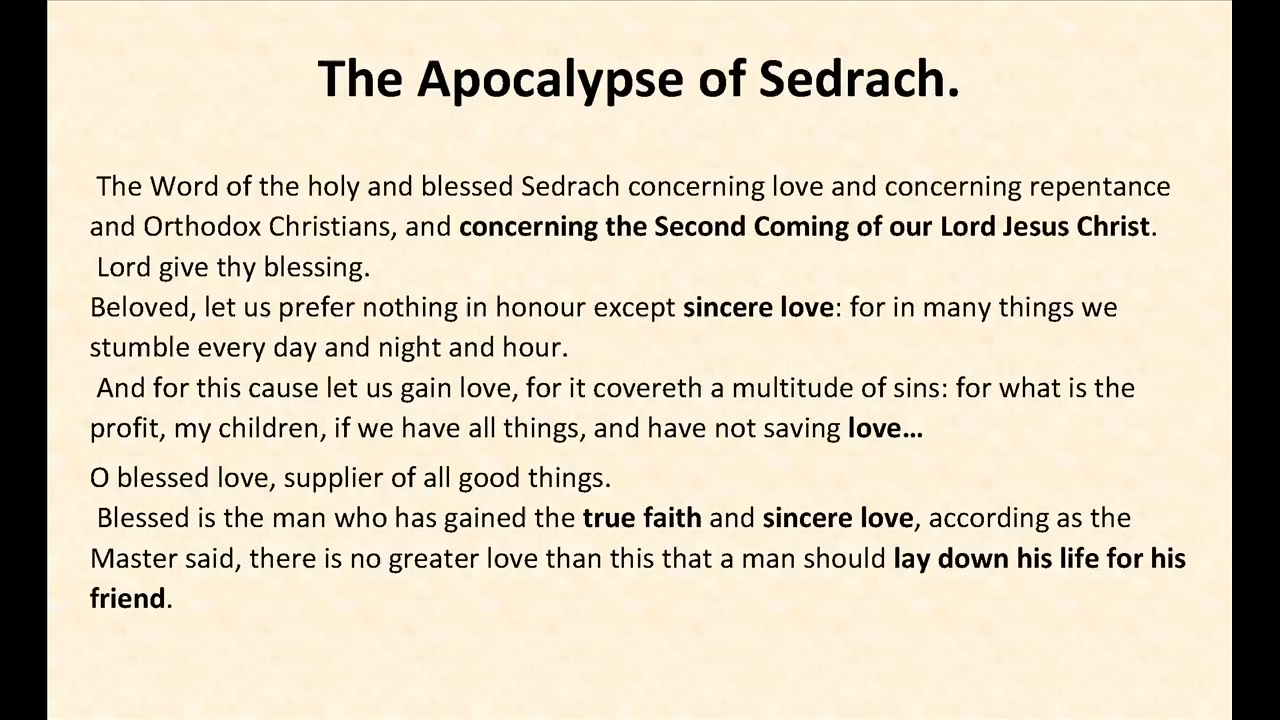 The Apocalypse of Sedrach.
The Word of the holy and blessed Sedrach concerning love and concerning repentance
and Orthodox Christians, and concerning the Second Coming of our Lord Jesus Christ.
Lord give thy blessing.
Beloved, let us prefer nothing in honour except sincere love: for in many things we
stumble every day and night and hour.
And for this cause let us gain love, for it covereth a multitude of sins: for what is the
profit, my children, if we have all things, and have not saving love…
O blessed love, supplier of all good things.
Blessed is the man who has gained the true faith and sincere love, according as the
Master said, there is no greater love than this that a man should lay down his life for his
friend.